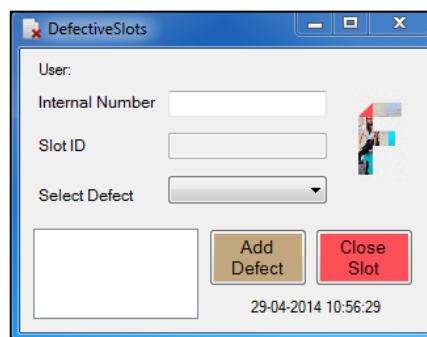 DefectiveSlots
User:
Internal Number
Slot ID
Select Defect
Add
Defect
Close
Slot
29-04-2014 10:56:29